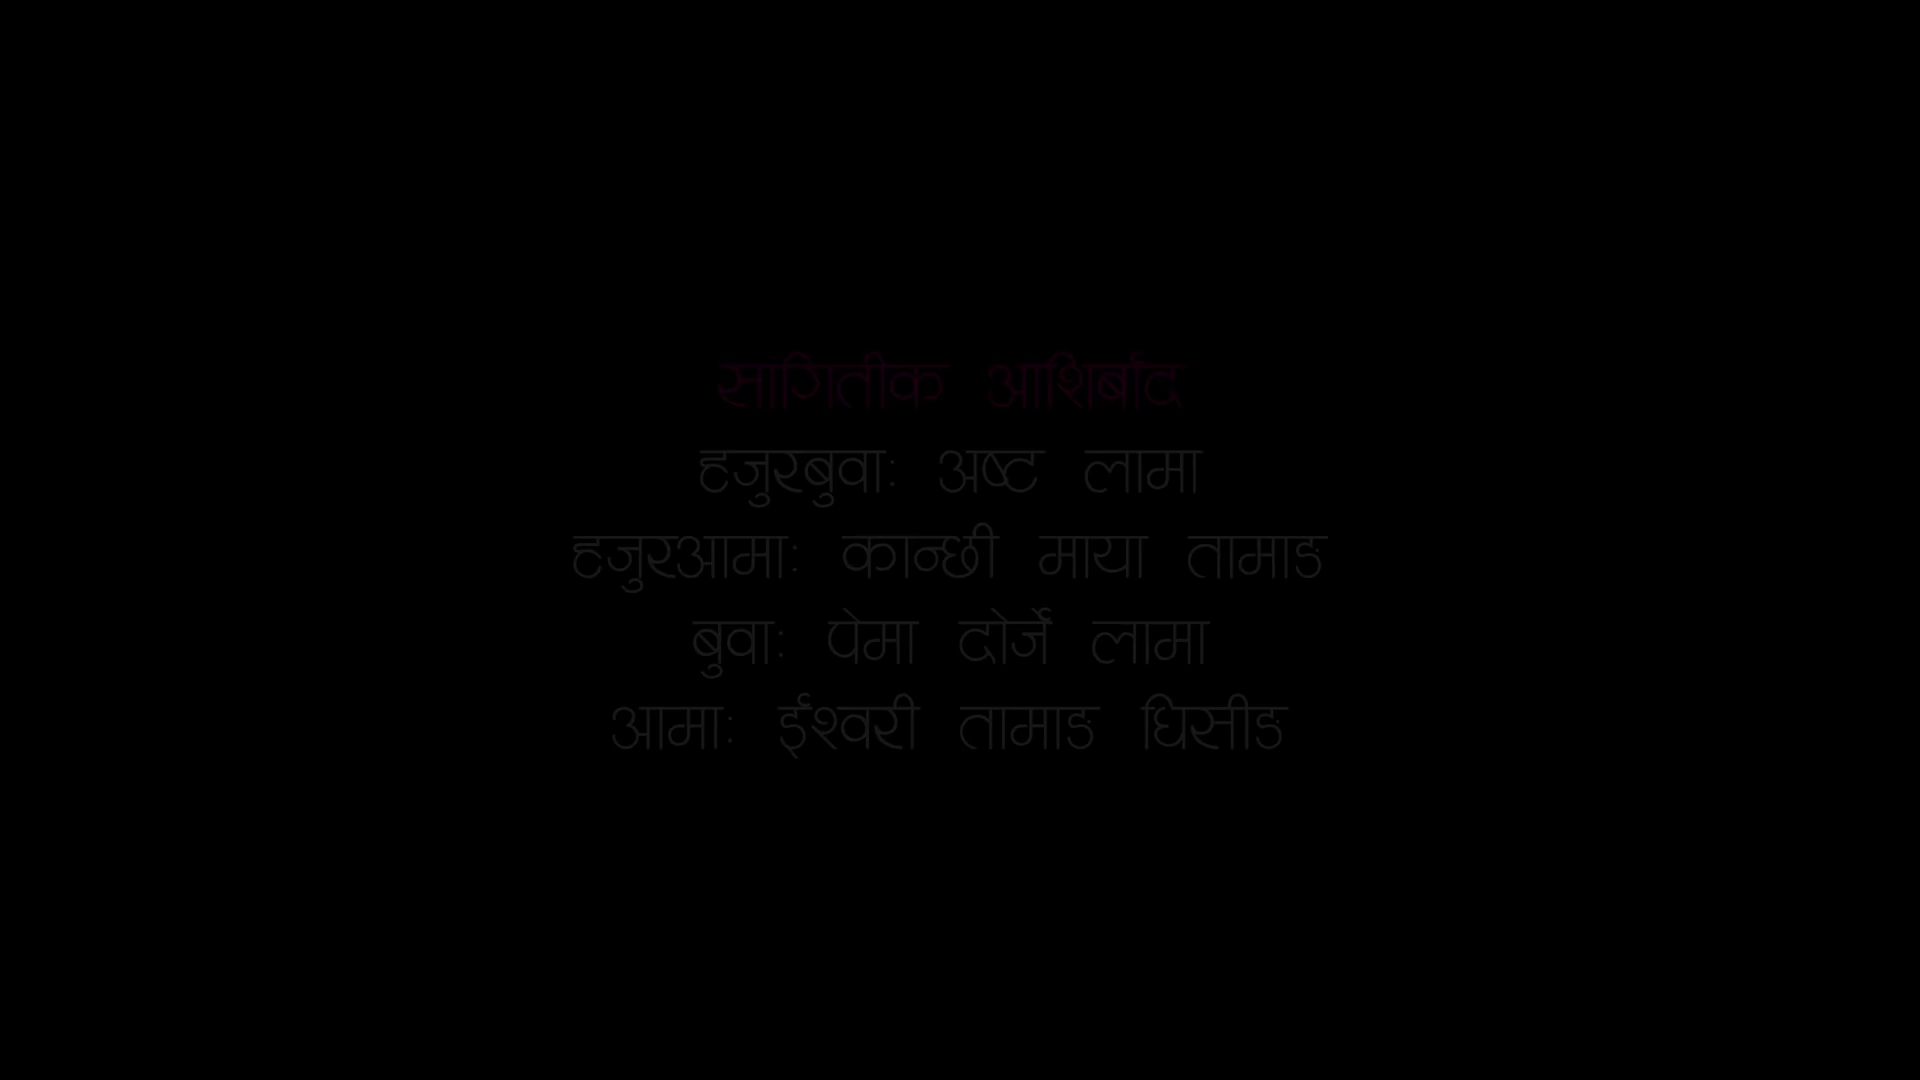 सागितीक आशिर्बाद
हजुरबुवाः अष्ट लामा
हजुरआमाः कान्छी माया तामाङ
बुवाः पेमा दोर्जे लामा
आमाः ईश्वरी तामाङ घिसीङ